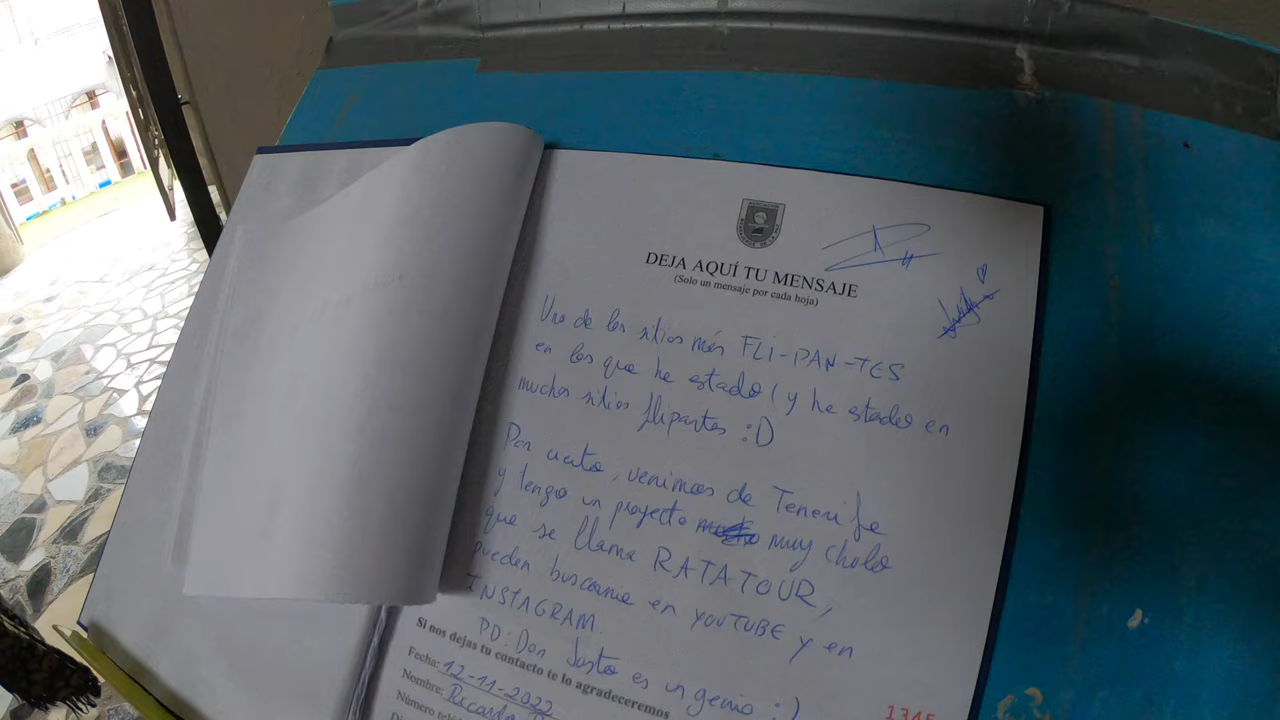 DEJA AQUÍ TU MENSAJE
(Solo un mensaje por cada hoja)
Uno de los sitios más FLI-PAN-TES
en los que he estado (y he estado en
muchos sitios flipantes :D
Por cierto, venimos de Tenerife
y tengo un proyecto muy chulo
que se llama RATATOUR,
pueden buscarme en YOUTUBE y en
INSTAGRAM.
PD: Don Justo es un genio :)
Si nos dejas tu contacto te lo agradeceremos
Fecha: 12-11-2022
Nombre: Ricardo
Número
1345